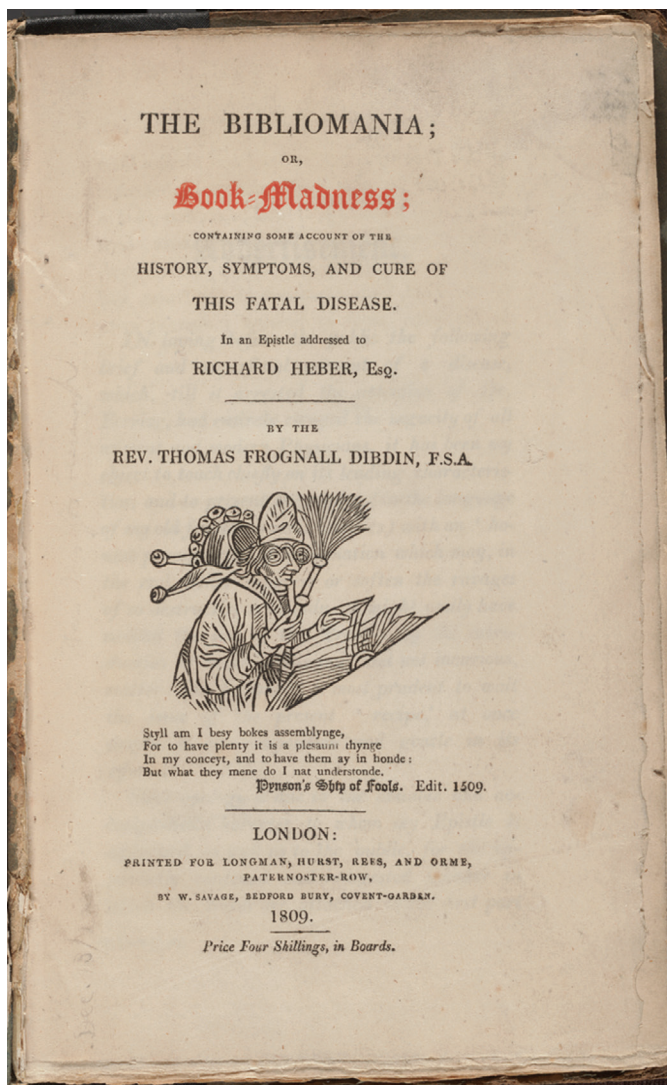 THE BIBLIOMANIA;
OR,
Book-Madness;
CONTAINING SOME ACCOUNT OF THE
HISTORY, SYMPTOMS, AND CURE OF
THIS FATAL DISEASE.
In an Epistle addressed to
RICHARD HEBER, Esq.
BY THE
REV. THOMAS FROGNALL DIBDIN, F.S.A.
Styll am I besy bokes assemblynge,
For to have plenty it is a plesaunt thynge
In my conceyt, and to have them ay in honde:
But what they mene do I nat understonde.
Pynson's Ship of Fools. Edit. 1509.
LONDON:
PRINTED FOR LONGMAN, HURST, REES, AND ORME,
PATERNOSTER-ROW,
BY W. SAVAGE, BEDFORD BURY, COVENT-GARDEN.
1809.
Price Four Shillings, in Boards.